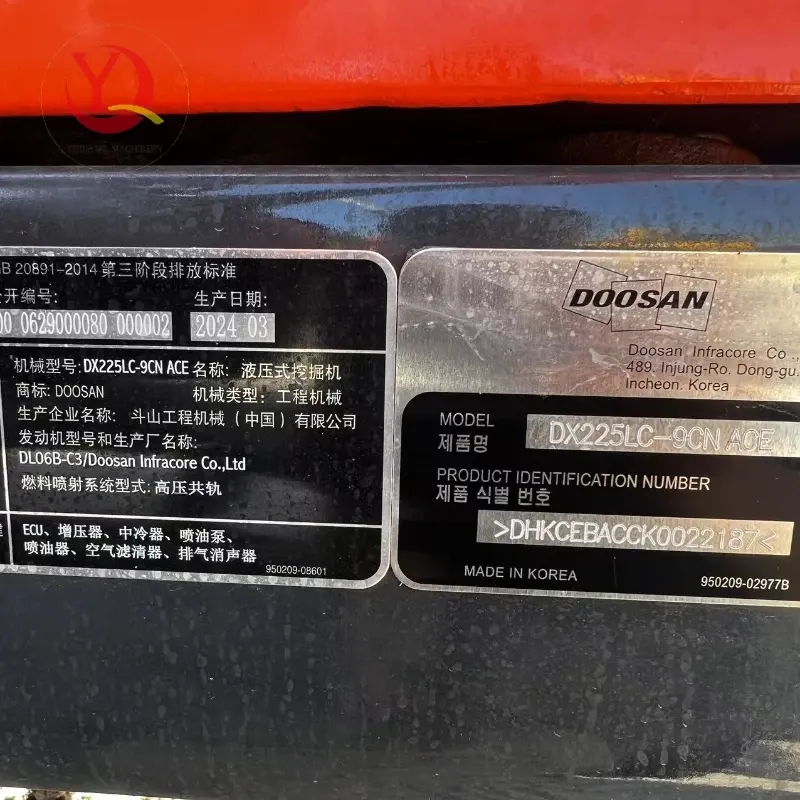 YUQIANG MACHINERY
GB 20891-2014 第三阶段排放标准
开编号: 生产日期:
00 0629000080 000002 2024 03
机械型号: DX225LC-9CN ACE 名称: 液压式挖掘机
商标: DOOSAN 机械类型: 工程机械
生产企业名称: 斗山工程机械(中国)有限公司
发动机型号和生产厂名称:
DL06B-C3/Doosan Infracore Co.,Ltd
燃料喷射系统型式: 高压共轨
ECU、增压器、中冷器、喷油泵、
喷油器、空气滤清器、排气消声器
950209-08601
DOOSAN
Doosan Infracore Co.,
489, Injung-Ro. Dong-gu.
Incheon. Korea
MODEL
제품명
DX225LC-9CN ACE
PRODUCT IDENTIFICATION NUMBER
제품 식별 번호
>DHKCEBACCK0022187<
MADE IN KOREA
950209-02977B